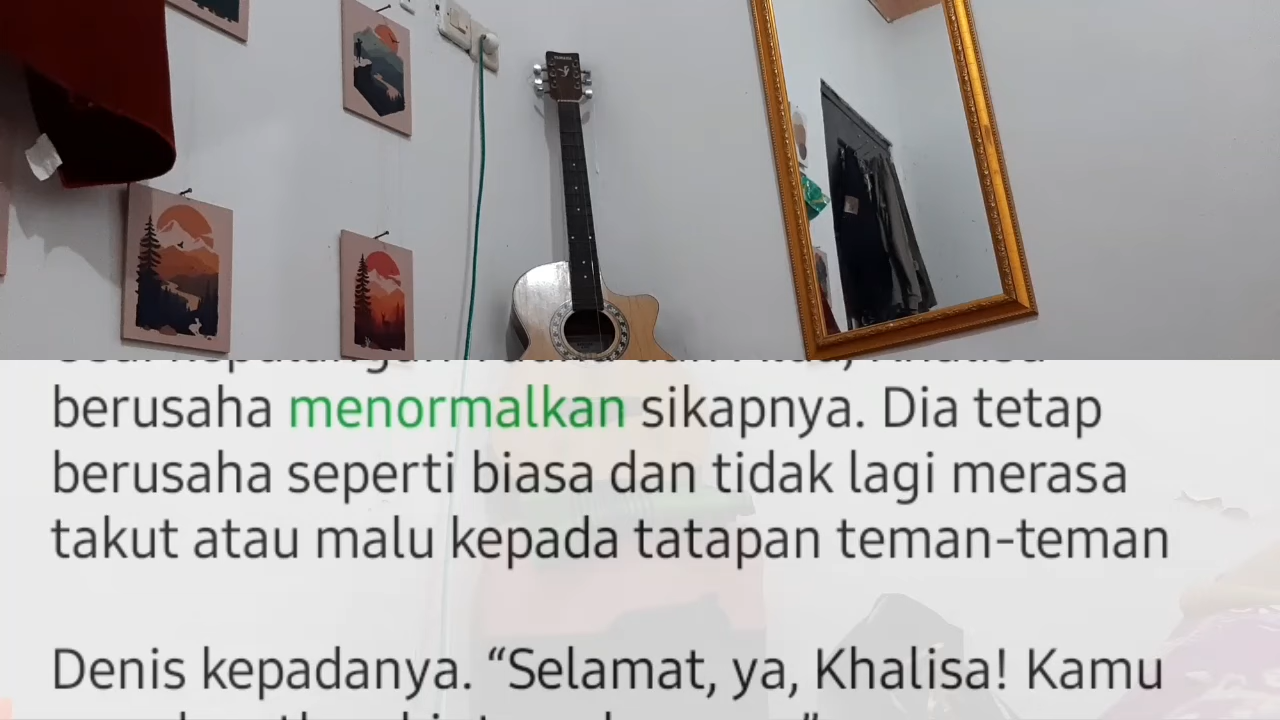 berusaha menormalkan sikapnya. Dia tetap
berusaha seperti biasa dan tidak lagi merasa
takut atau malu kepada tatapan teman-teman
Denis kepadanya. “Selamat, ya, Khalisa! Kamu